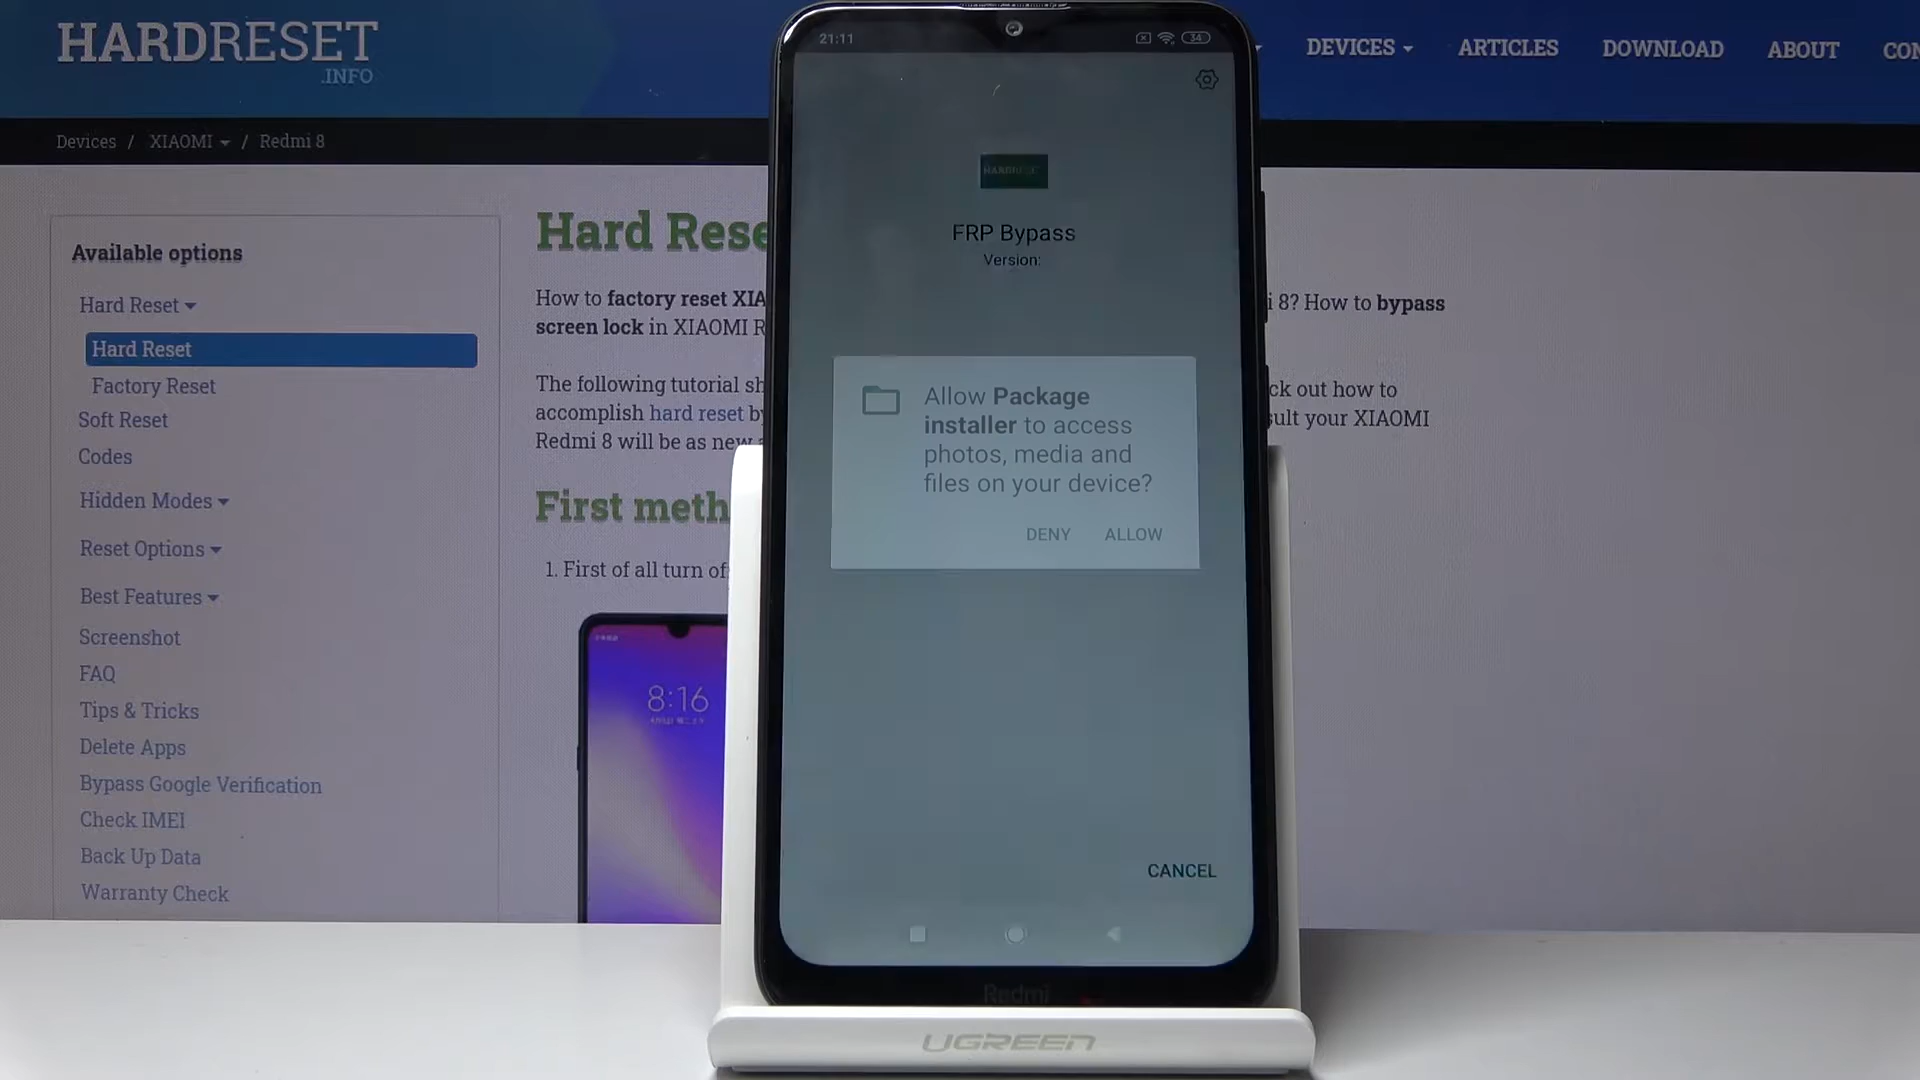 HARDRESET
.INFO
DEVICES
ARTICLES
DOWNLOAD
ABOUT
Devices / XIAOMI / Redmi 8
Available options
Hard Reset
Hard Reset
Factory Reset
Soft Reset
Codes
Hidden Modes
Reset Options
Best Features
Screenshot
FAQ
Tips & Tricks
Delete Apps
Bypass Google Verification
Check IMEI
Back Up Data
Warranty Check
Hard Rese
How to factory reset XIA
i 8? How to bypass
screen lock in XIAOMI R
The following tutorial sh
ck out how to
accomplish hard reset by
sult your XIAOMI
Redmi 8 will be as new
First meth
1. First of all turn of
8:16
21:11
34
HARDRESET
FRP Bypass
Version:
Allow Package
installer to access
photos, media and
files on your device?
DENY ALLOW
CANCEL
Redmi
UGREEN